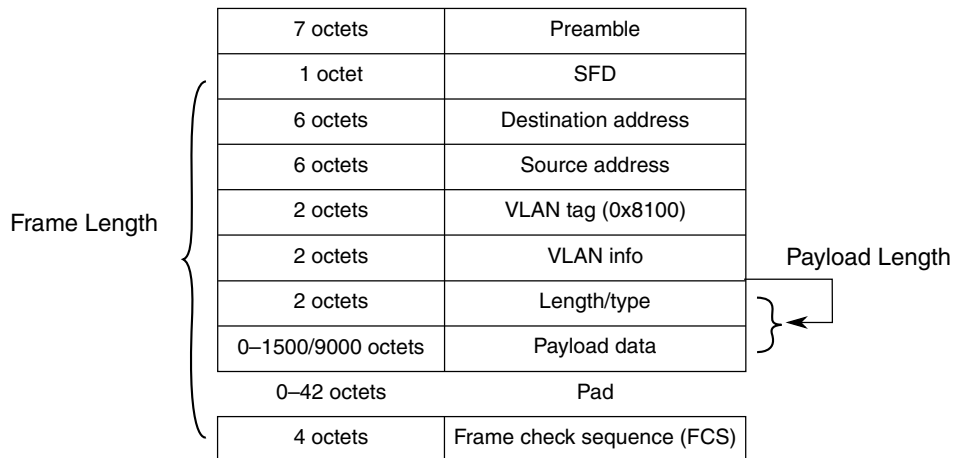 7 octets Preamble
1 octet SFD
6 octets Destination address
6 octets Source address
2 octets VLAN tag (0x8100)
Frame Length
2 octets VLAN info
Payload Length
2 octets Length/type
0–1500/9000 octets Payload data
0–42 octets Pad
4 octets Frame check sequence (FCS)